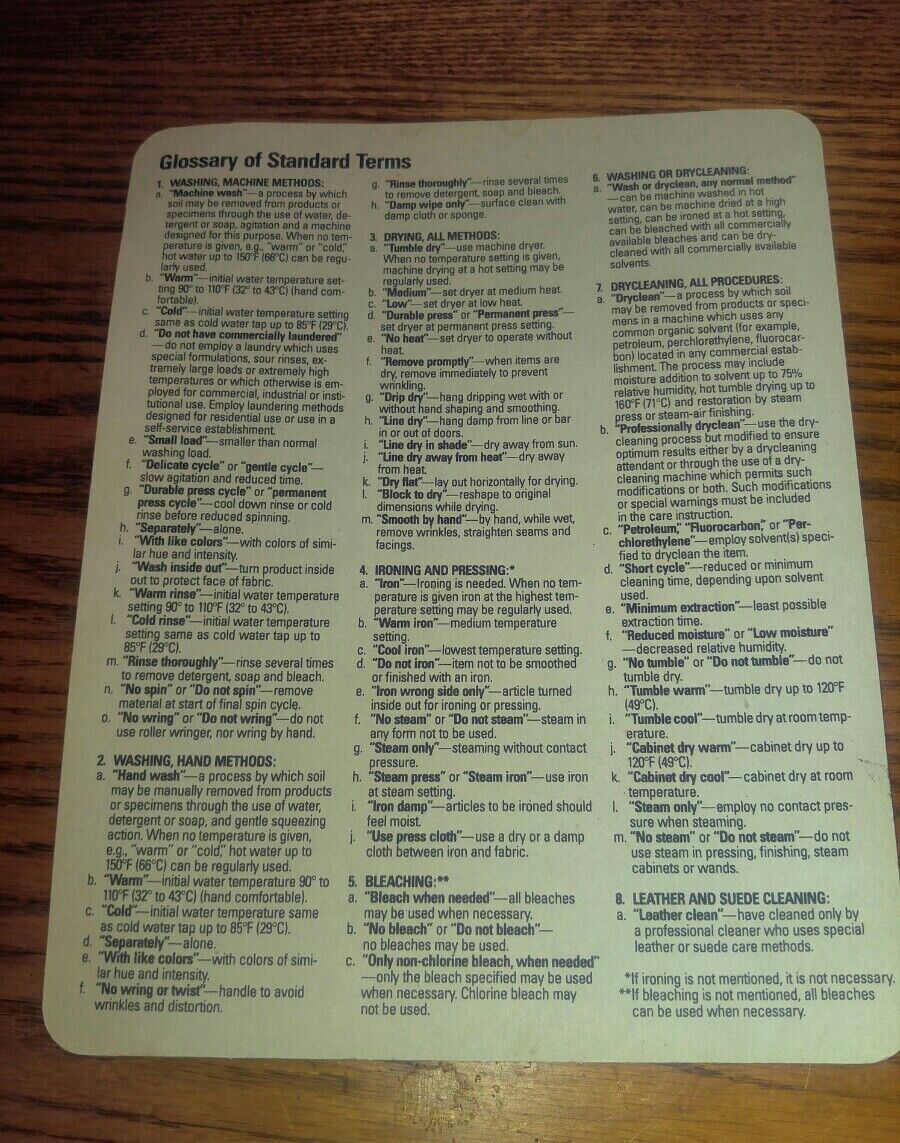 Glossary of Standard Terms
1. WASHING, MACHINE METHODS:
a. "Machine wash"—a process by which
soil may be removed from products or
specimens through the use of water, de-
tergent or soap, agitation and a machine
designed for this purpose. When no tem-
perature is given, e.g., "warm" or "cold,"
hot water up to 150°F (66°C) can be regu-
larly used.
b. "Warm"—initial water temperature set-
ting 90° to 110°F (32° to 43°C) (hand com-
fortable).
c. "Cold"—initial water temperature setting
same as cold water tap up to 85°F (29°C).
d. "Do not have commercially laundered"
—do not employ a laundry which uses
special formulations, sour rinses, ex-
tremely large loads or extremely high
temperatures or which otherwise is em-
ployed for commercial, industrial or insti-
tutional use. Employ laundering methods
designed for residential use or use in a
self-service establishment.
e. "Small load"—smaller than normal
washing load.
f. "Delicate cycle" or "gentle cycle"—
slow agitation and reduced time.
g. "Durable press cycle" or "permanent
press cycle"—cool down rinse or cold
rinse before reduced spinning.
h. "Separately"—alone.
i. "With like colors"—with colors of simi-
lar hue and intensity.
j. "Wash inside out"—turn product inside
out to protect face of fabric.
k. "Warm rinse"—initial water temperature
setting 90° to 110°F (32° to 43°C).
l. "Cold rinse"—initial water temperature
setting same as cold water tap up to
85°F (29°C).
m. "Rinse thoroughly"—rinse several times
to remove detergent, soap and bleach.
n. "No spin" or "Do not spin"—remove
material at start of final spin cycle.
o. "No wring" or "Do not wring"—do not
use roller wringer, nor wring by hand.
2. WASHING, HAND METHODS:
a. "Hand wash"—a process by which soil
may be manually removed from products
or specimens through the use of water,
detergent or soap, and gentle squeezing
action. When no temperature is given,
e.g., "warm" or "cold," hot water up to
150°F (66°C) can be regularly used.
b. "Warm"—initial water temperature 90° to
110°F (32° to 43°C) (hand comfortable).
c. "Cold"—initial water temperature same
as cold water tap up to 85°F (29°C).
d. "Separately"—alone.
e. "With like colors"—with colors of simi-
lar hue and intensity.
f. "No wring or twist"—handle to avoid
wrinkles and distortion.
g. "Rinse thoroughly"—rinse several times
to remove detergent, soap and bleach.
h. "Damp wipe only"—surface clean with
damp cloth or sponge.
3. DRYING, ALL METHODS:
a. "Tumble dry"—use machine dryer.
When no temperature setting is given,
machine drying at a hot setting may be
regularly used.
b. "Medium"—set dryer at medium heat.
c. "Low"—set dryer at low heat.
d. "Durable press" or "Permanent press"—
set dryer at permanent press setting.
e. "No heat"—set dryer to operate without
heat.
f. "Remove promptly"—when items are
dry, remove immediately to prevent
wrinkling.
g. "Drip dry"—hang dripping wet with or
without hand shaping and smoothing.
h. "Line dry"—hang damp from line or bar
in or out of doors.
i. "Line dry in shade"—dry away from sun.
j. "Line dry away from heat"—dry away
from heat.
k. "Dry flat"—lay out horizontally for drying.
l. "Block to dry"—reshape to original
dimensions while drying.
m. "Smooth by hand"—by hand, while wet,
remove wrinkles, straighten seams and
facings.
4. IRONING AND PRESSING:*
a. "Iron"—Ironing is needed. When no tem-
perature is given iron at the highest tem-
perature setting may be regularly used.
b. "Warm iron"—medium temperature
setting.
c. "Cool iron"—lowest temperature setting.
d. "Do not iron"—item not to be smoothed
or finished with an iron.
e. "Iron wrong side only"—article turned
inside out for ironing or pressing.
f. "No steam" or "Do not steam"—steam in
any form not to be used.
g. "Steam only"—steaming without contact
pressure.
h. "Steam press" or "Steam iron"—use iron
at steam setting.
i. "Iron damp"—articles to be ironed should
feel moist.
j. "Use press cloth"—use a dry or a damp
cloth between iron and fabric.
5. BLEACHING:**
a. "Bleach when needed"—all bleaches
may be used when necessary.
b. "No bleach" or "Do not bleach"—
no bleaches may be used.
c. "Only non-chlorine bleach, when needed"
—only the bleach specified may be used
when necessary. Chlorine bleach may
not be used.
6. WASHING OR DRYCLEANING:
a. "Wash or dryclean, any normal method"
—can be machine washed in hot
water, can be machine dried at a high
setting, can be ironed at a hot setting,
can be bleached with all commercially
available bleaches and can be dry-
cleaned with all commercially available
solvents.
7. DRYCLEANING, ALL PROCEDURES:
a. "Dryclean"—a process by which soil
may be removed from products or speci-
mens in a machine which uses any
common organic solvent (for example,
petroleum, perchlorethylene, fluorocar-
bon) located in any commercial estab-
lishment. The process may include
moisture addition to solvent up to 75%
relative humidity, hot tumble drying up to
160°F (71°C) and restoration by steam
press or steam-air finishing.
b. "Professionally dryclean"—use the dry-
cleaning process but modified to ensure
optimum results either by a drycleaning
attendant or through the use of a dry-
cleaning machine which permits such
modifications or both. Such modifications
or special warnings must be included
in the care instruction.
c. "Petroleum," "Fluorocarbon," or "Per-
chlorethylene"—employ solvent(s) speci-
fied to dryclean the item.
d. "Short cycle"—reduced or minimum
cleaning time, depending upon solvent
used.
e. "Minimum extraction"—least possible
extraction time.
f. "Reduced moisture" or "Low moisture"
—decreased relative humidity.
g. "No tumble" or "Do not tumble"—do not
tumble dry.
h. "Tumble warm"—tumble dry up to 120°F
(49°C).
i. "Tumble cool"—tumble dry at room temp-
erature.
j. "Cabinet dry warm"—cabinet dry up to
120°F (49°C).
k. "Cabinet dry cool"—cabinet dry at room
temperature.
l. "Steam only"—employ no contact pres-
sure when steaming.
m. "No steam" or "Do not steam"—do not
use steam in pressing, finishing, steam
cabinets or wands.
8. LEATHER AND SUEDE CLEANING:
a. "Leather clean"—have cleaned only by
a professional cleaner who uses special
leather or suede care methods.
*If ironing is not mentioned, it is not necessary.
**If bleaching is not mentioned, all bleaches
can be used when necessary.